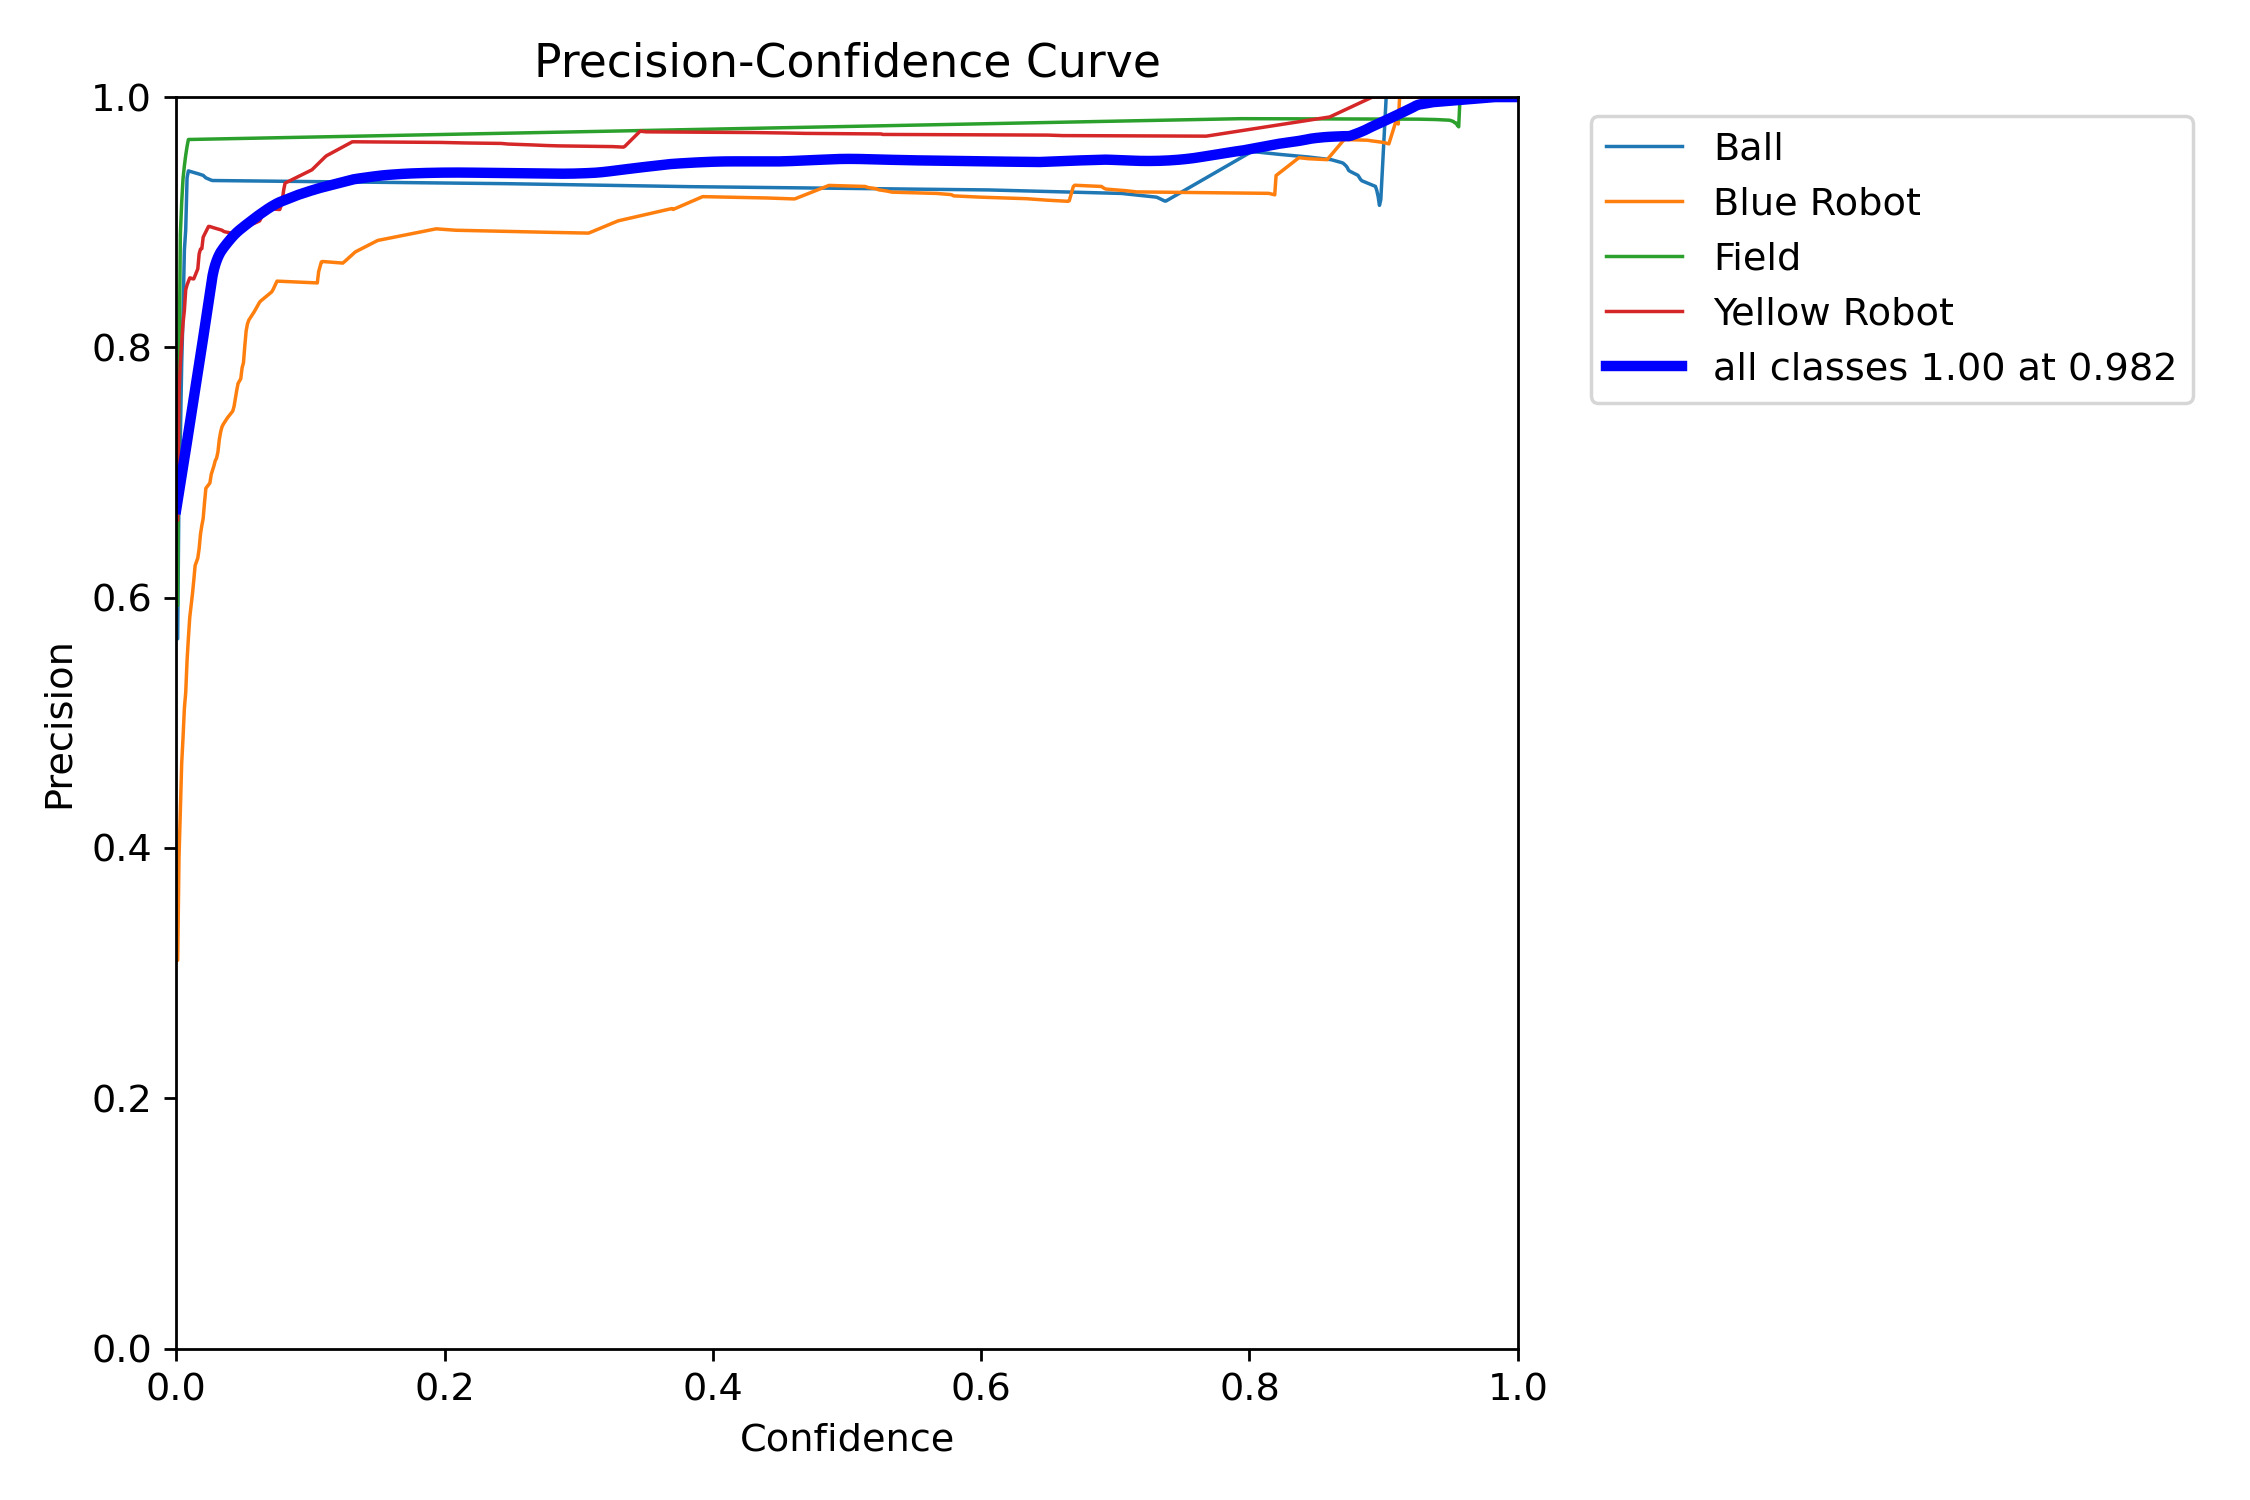 Precision-Confidence Curve
1.0
0.8
0.6
0.4
0.2
0.0
Precision
0.0 0.2 0.4 0.6 0.8 1.0
Confidence
Ball
Blue Robot
Field
Yellow Robot
all classes 1.00 at 0.982